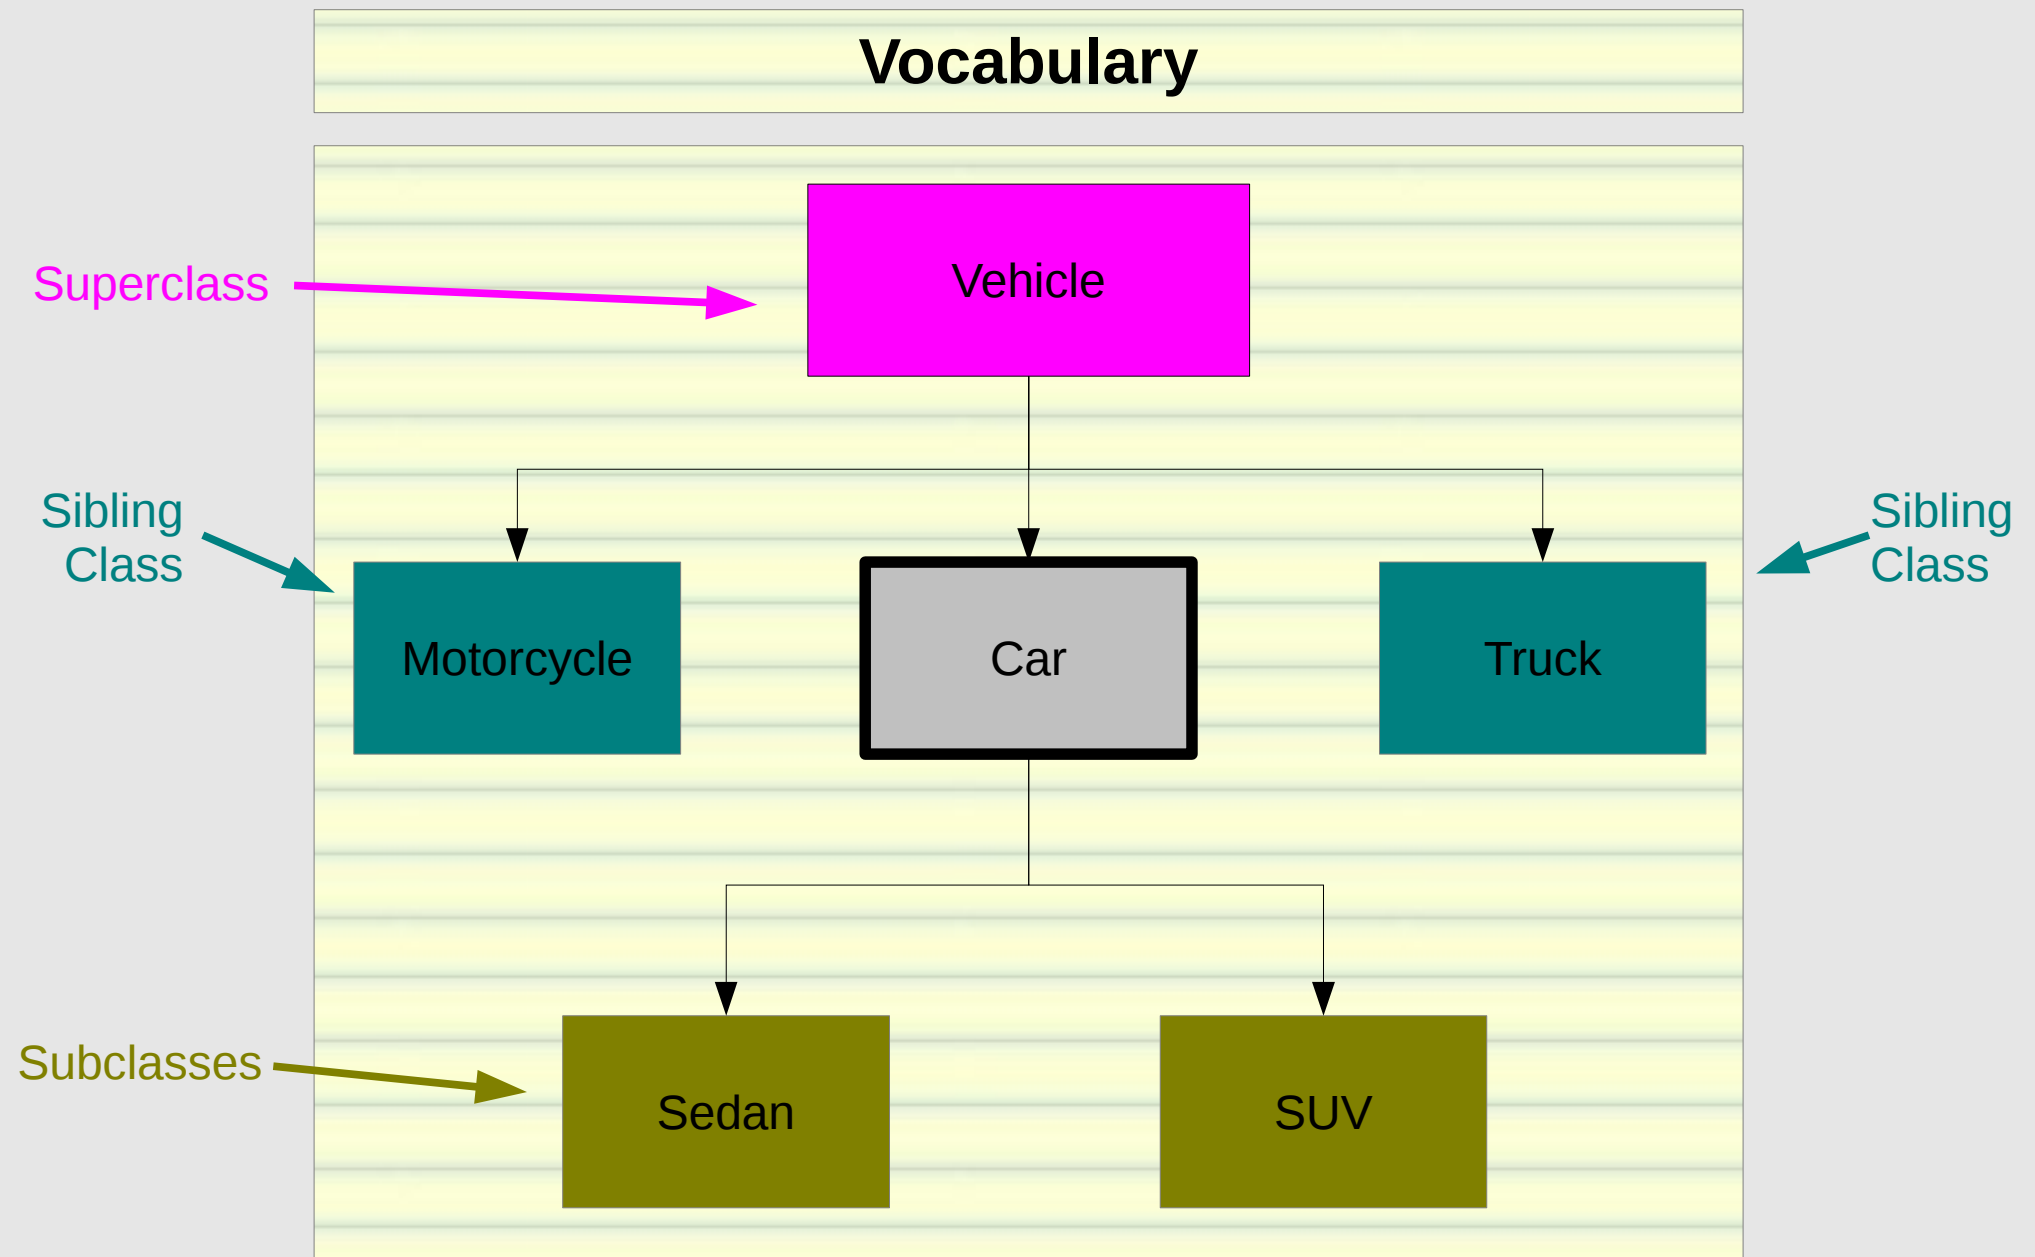 Vocabulary
Vehicle
Superclass
Sibling
Class
Sibling
Class
Motorcycle
Car
Truck
Subclasses
Sedan
SUV